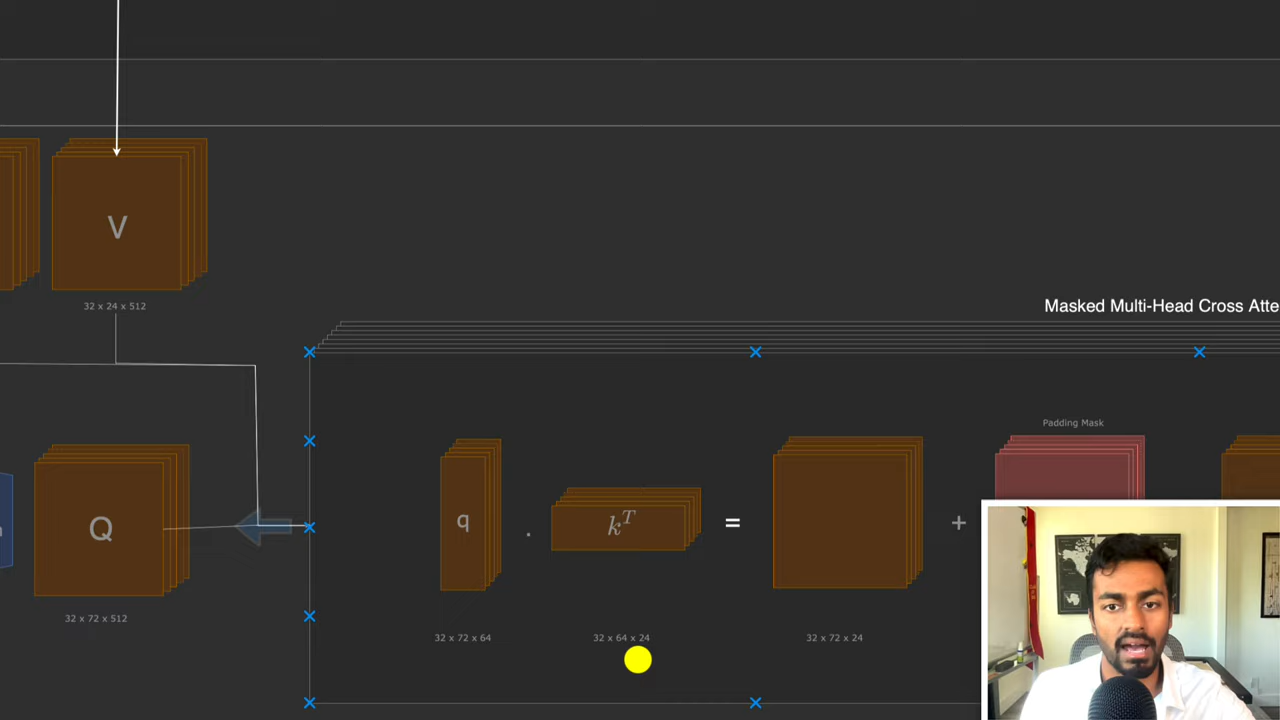 V
32 x 24 x 512
Masked Multi-Head Cross Atte
Padding Mask
Q
q
.
k^T
=
+
32 x 72 x 512
32 x 72 x 64
32 x 64 x 24
32 x 72 x 24